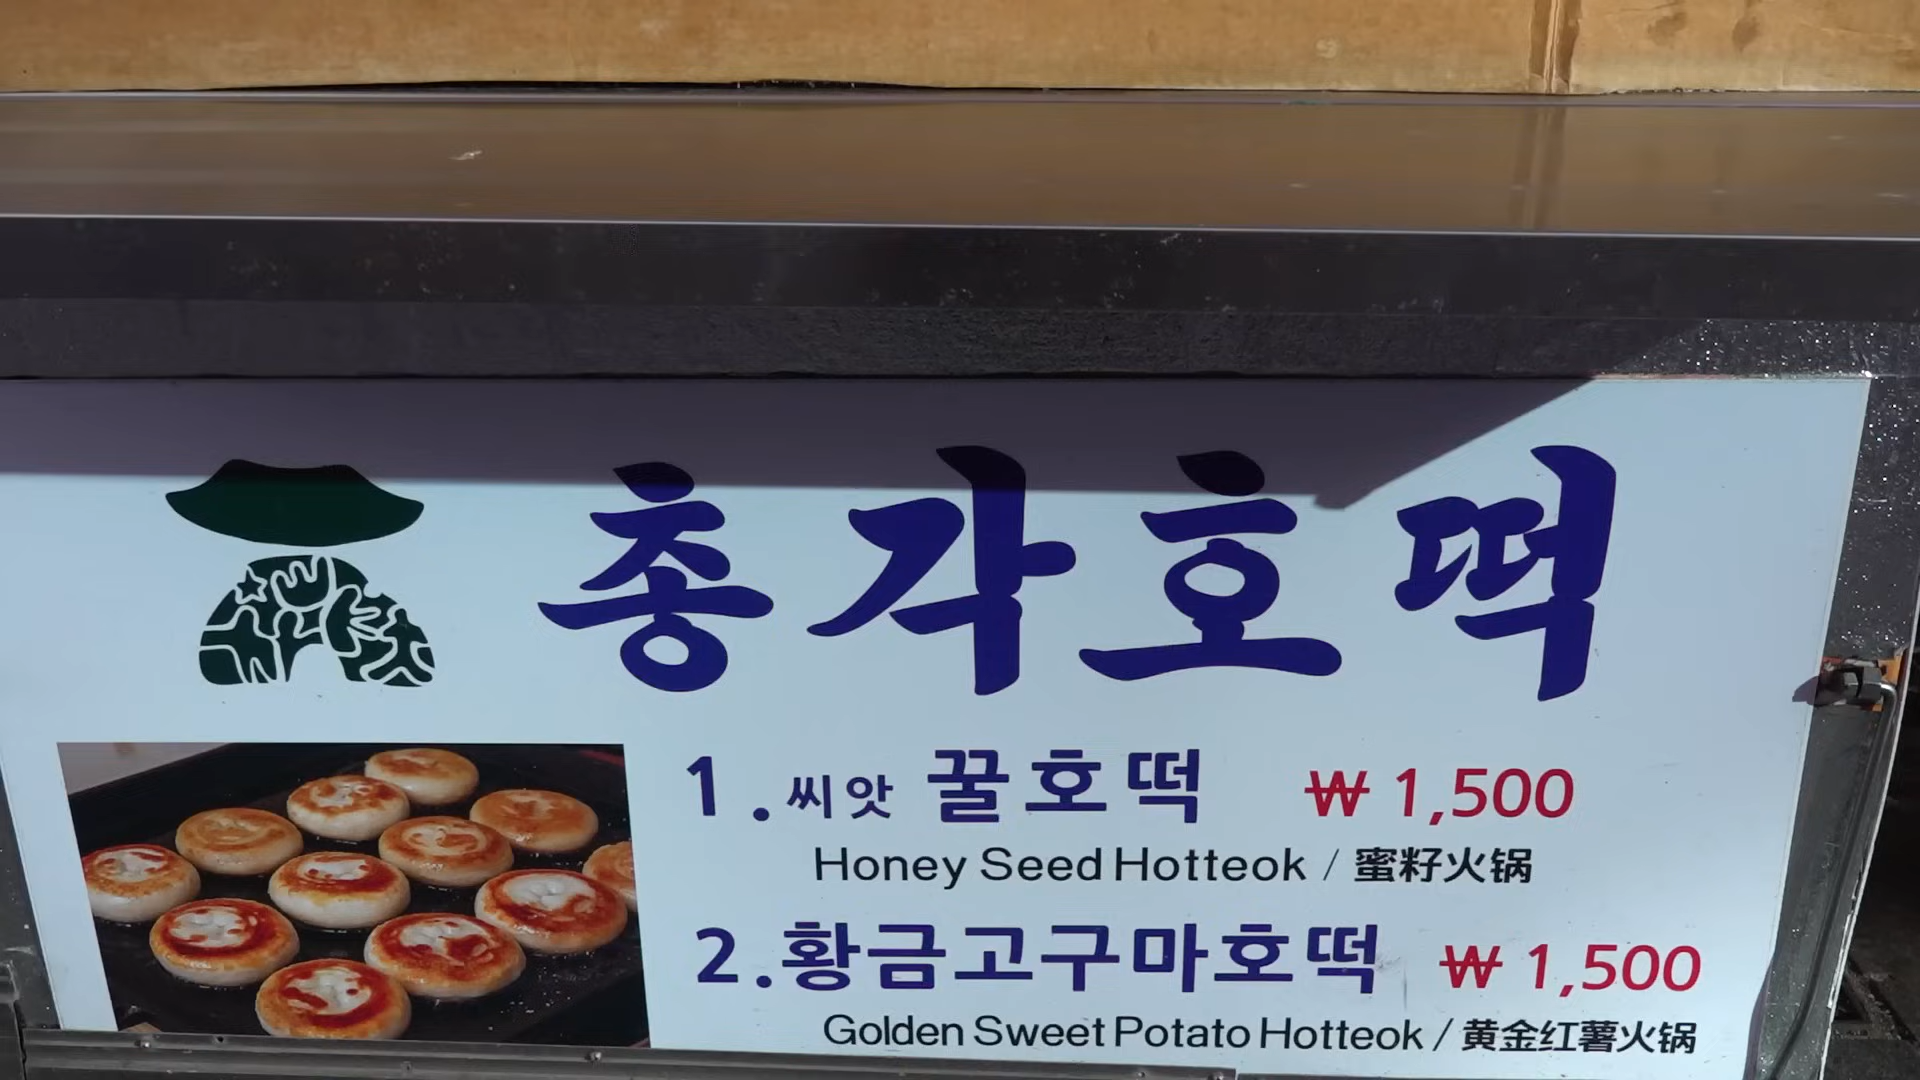 총각호떡
1. 씨앗 꿀호떡 ₩ 1,500
Honey Seed Hotteok / 蜜籽火锅
2. 황금고구마호떡 ₩ 1,500
Golden Sweet Potato Hotteok / 黄金红薯火锅